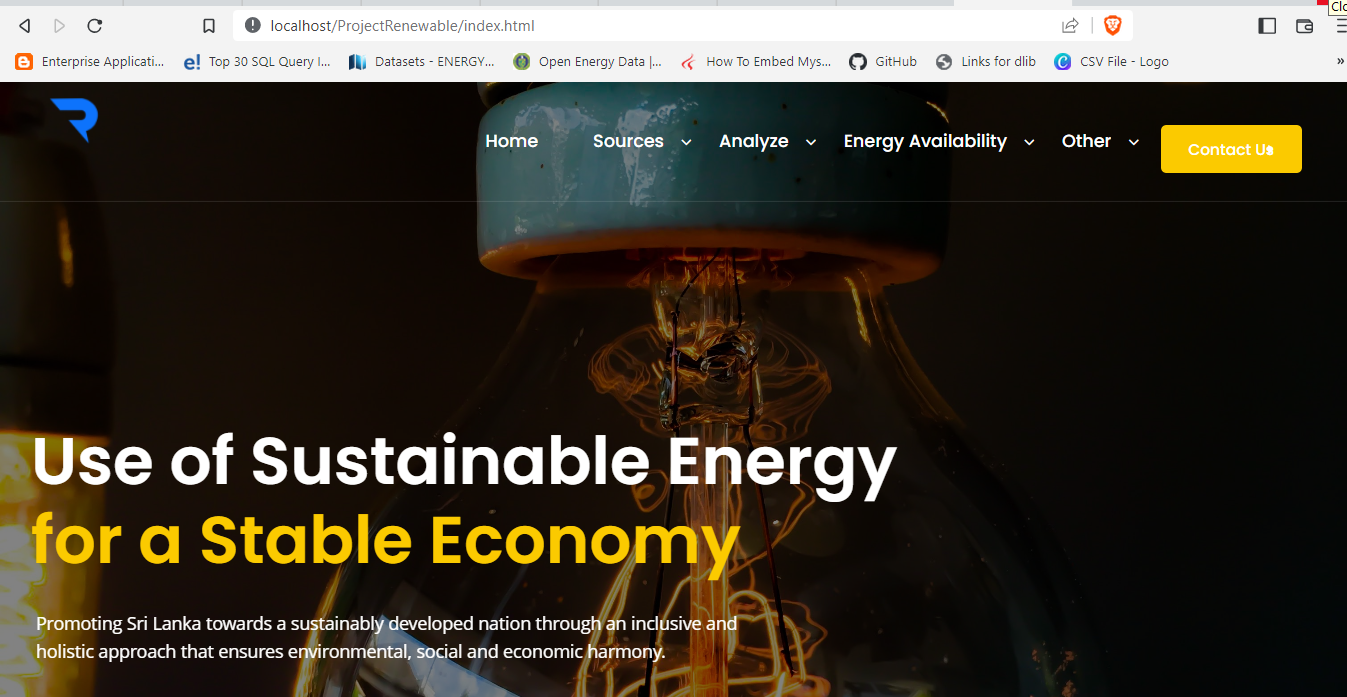 Clo
localhost/ProjectRenewable/index.html
Enterprise Applicati... Top 30 SQL Query I... Datasets - ENERGY... Open Energy Data |... How To Embed Mys... GitHub Links for dlib CSV File - Logo »
Home Sources Analyze Energy Availability Other Contact Us
Use of Sustainable Energy
for a Stable Economy
Promoting Sri Lanka towards a sustainably developed nation through an inclusive and
holistic approach that ensures environmental, social and economic harmony.